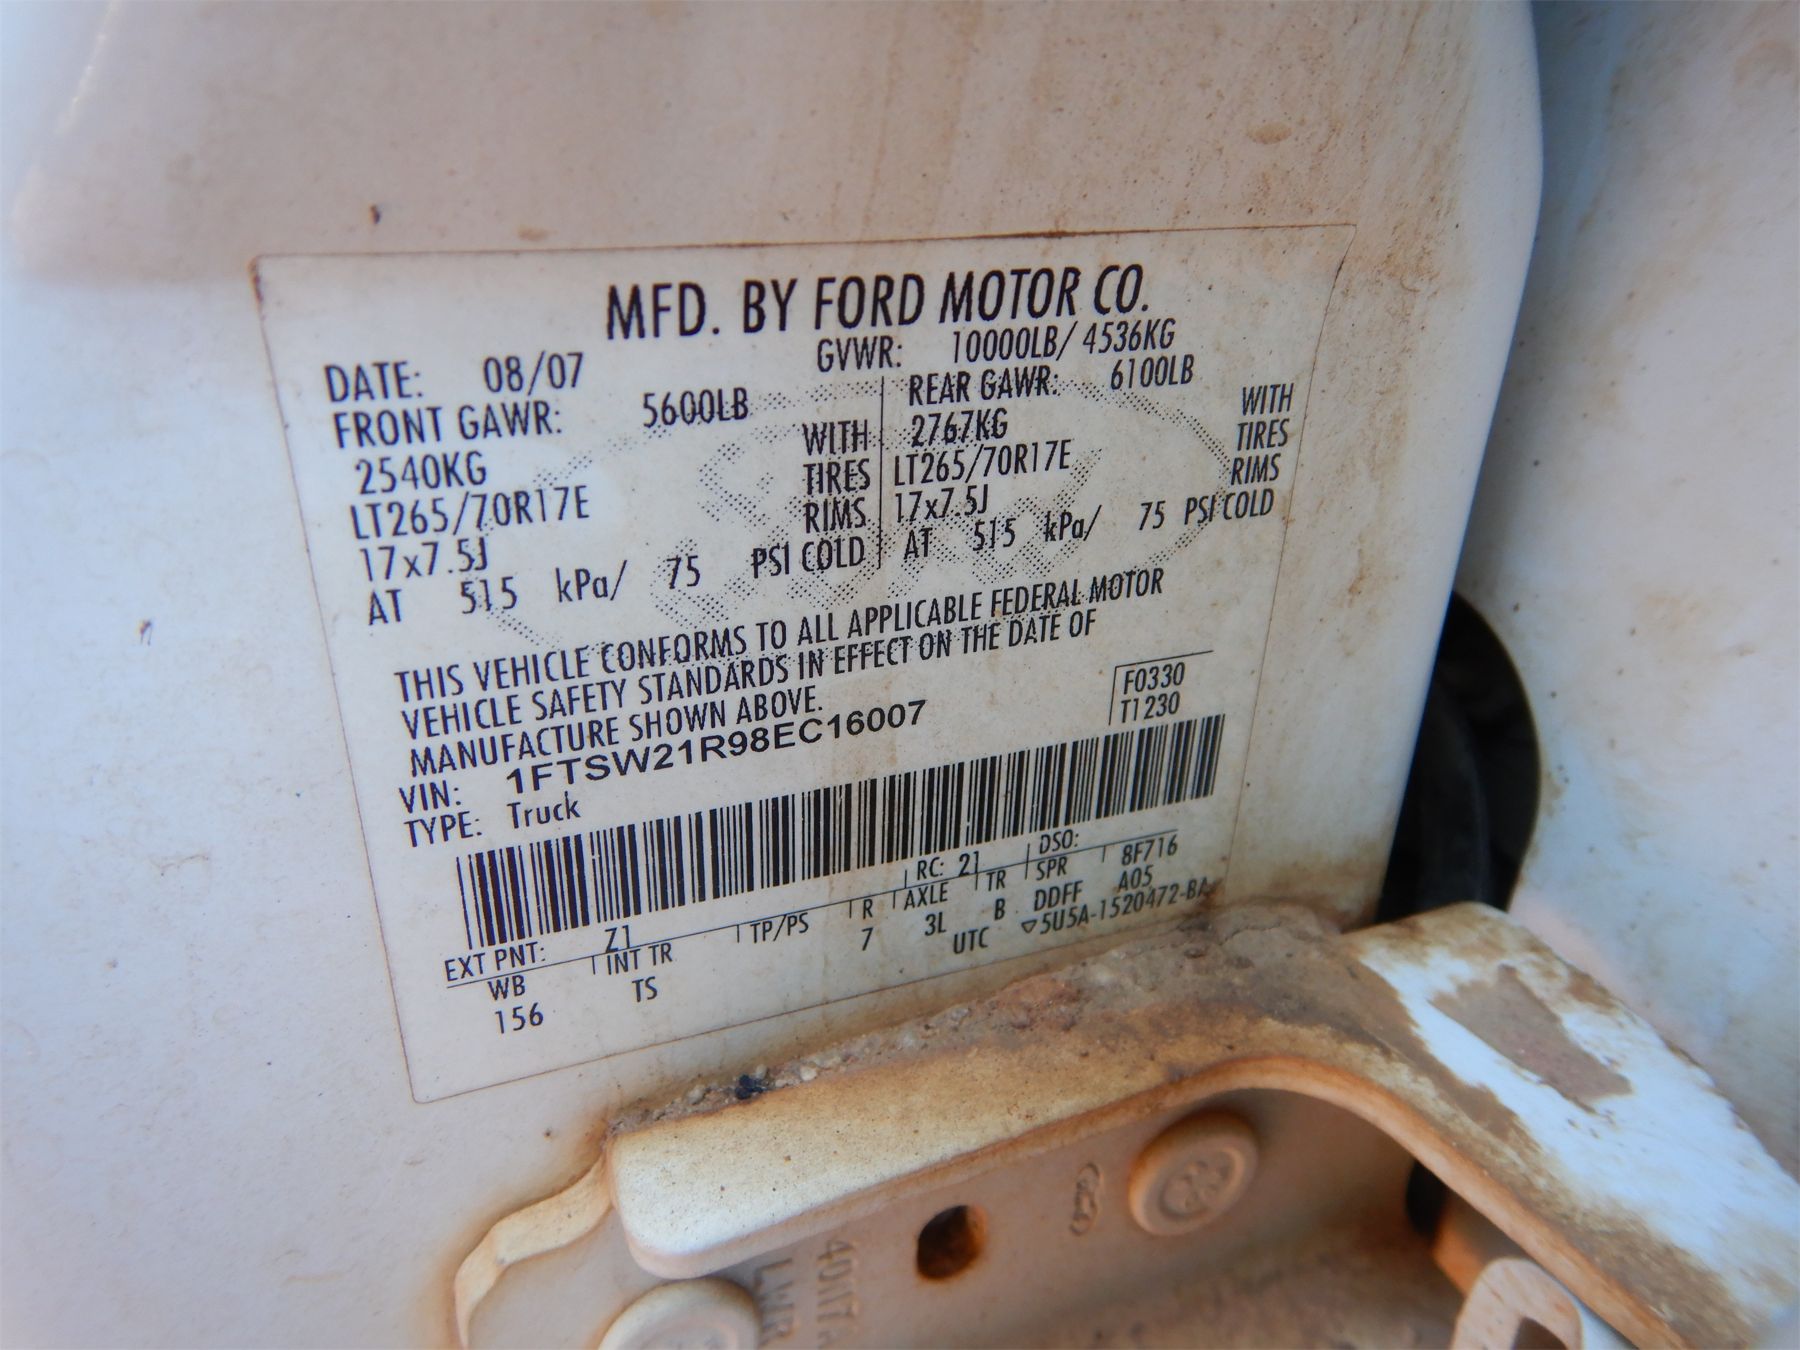 MFD. BY FORD MOTOR CO.
DATE: 08/07 GVWR: 10000LB/ 4536KG
FRONT GAWR: 5600LB REAR GAWR: 6100LB
2540KG WITH 2767KG WITH
LT265/70R17E TIRES LT265/70R17E TIRES
17x7.5J RIMS 17x7.5J RIMS
AT 515 kPa/ 75 PSI COLD AT 515 kPa/ 75 PSI COLD
THIS VEHICLE CONFORMS TO ALL APPLICABLE FEDERAL MOTOR
VEHICLE SAFETY STANDARDS IN EFFECT ON THE DATE OF
MANUFACTURE SHOWN ABOVE.
F0330
T1230
VIN: 1FTSW21R98EC16007
TYPE: Truck
EXT PNT: Z1 RC: 21 DSO: 8F716
WB INT TR TP/PS R AXLE TR SPR A05
156 TS 7 3L B DDFF
UTC ▽5U5A-1520472-BA
4017T
LWR